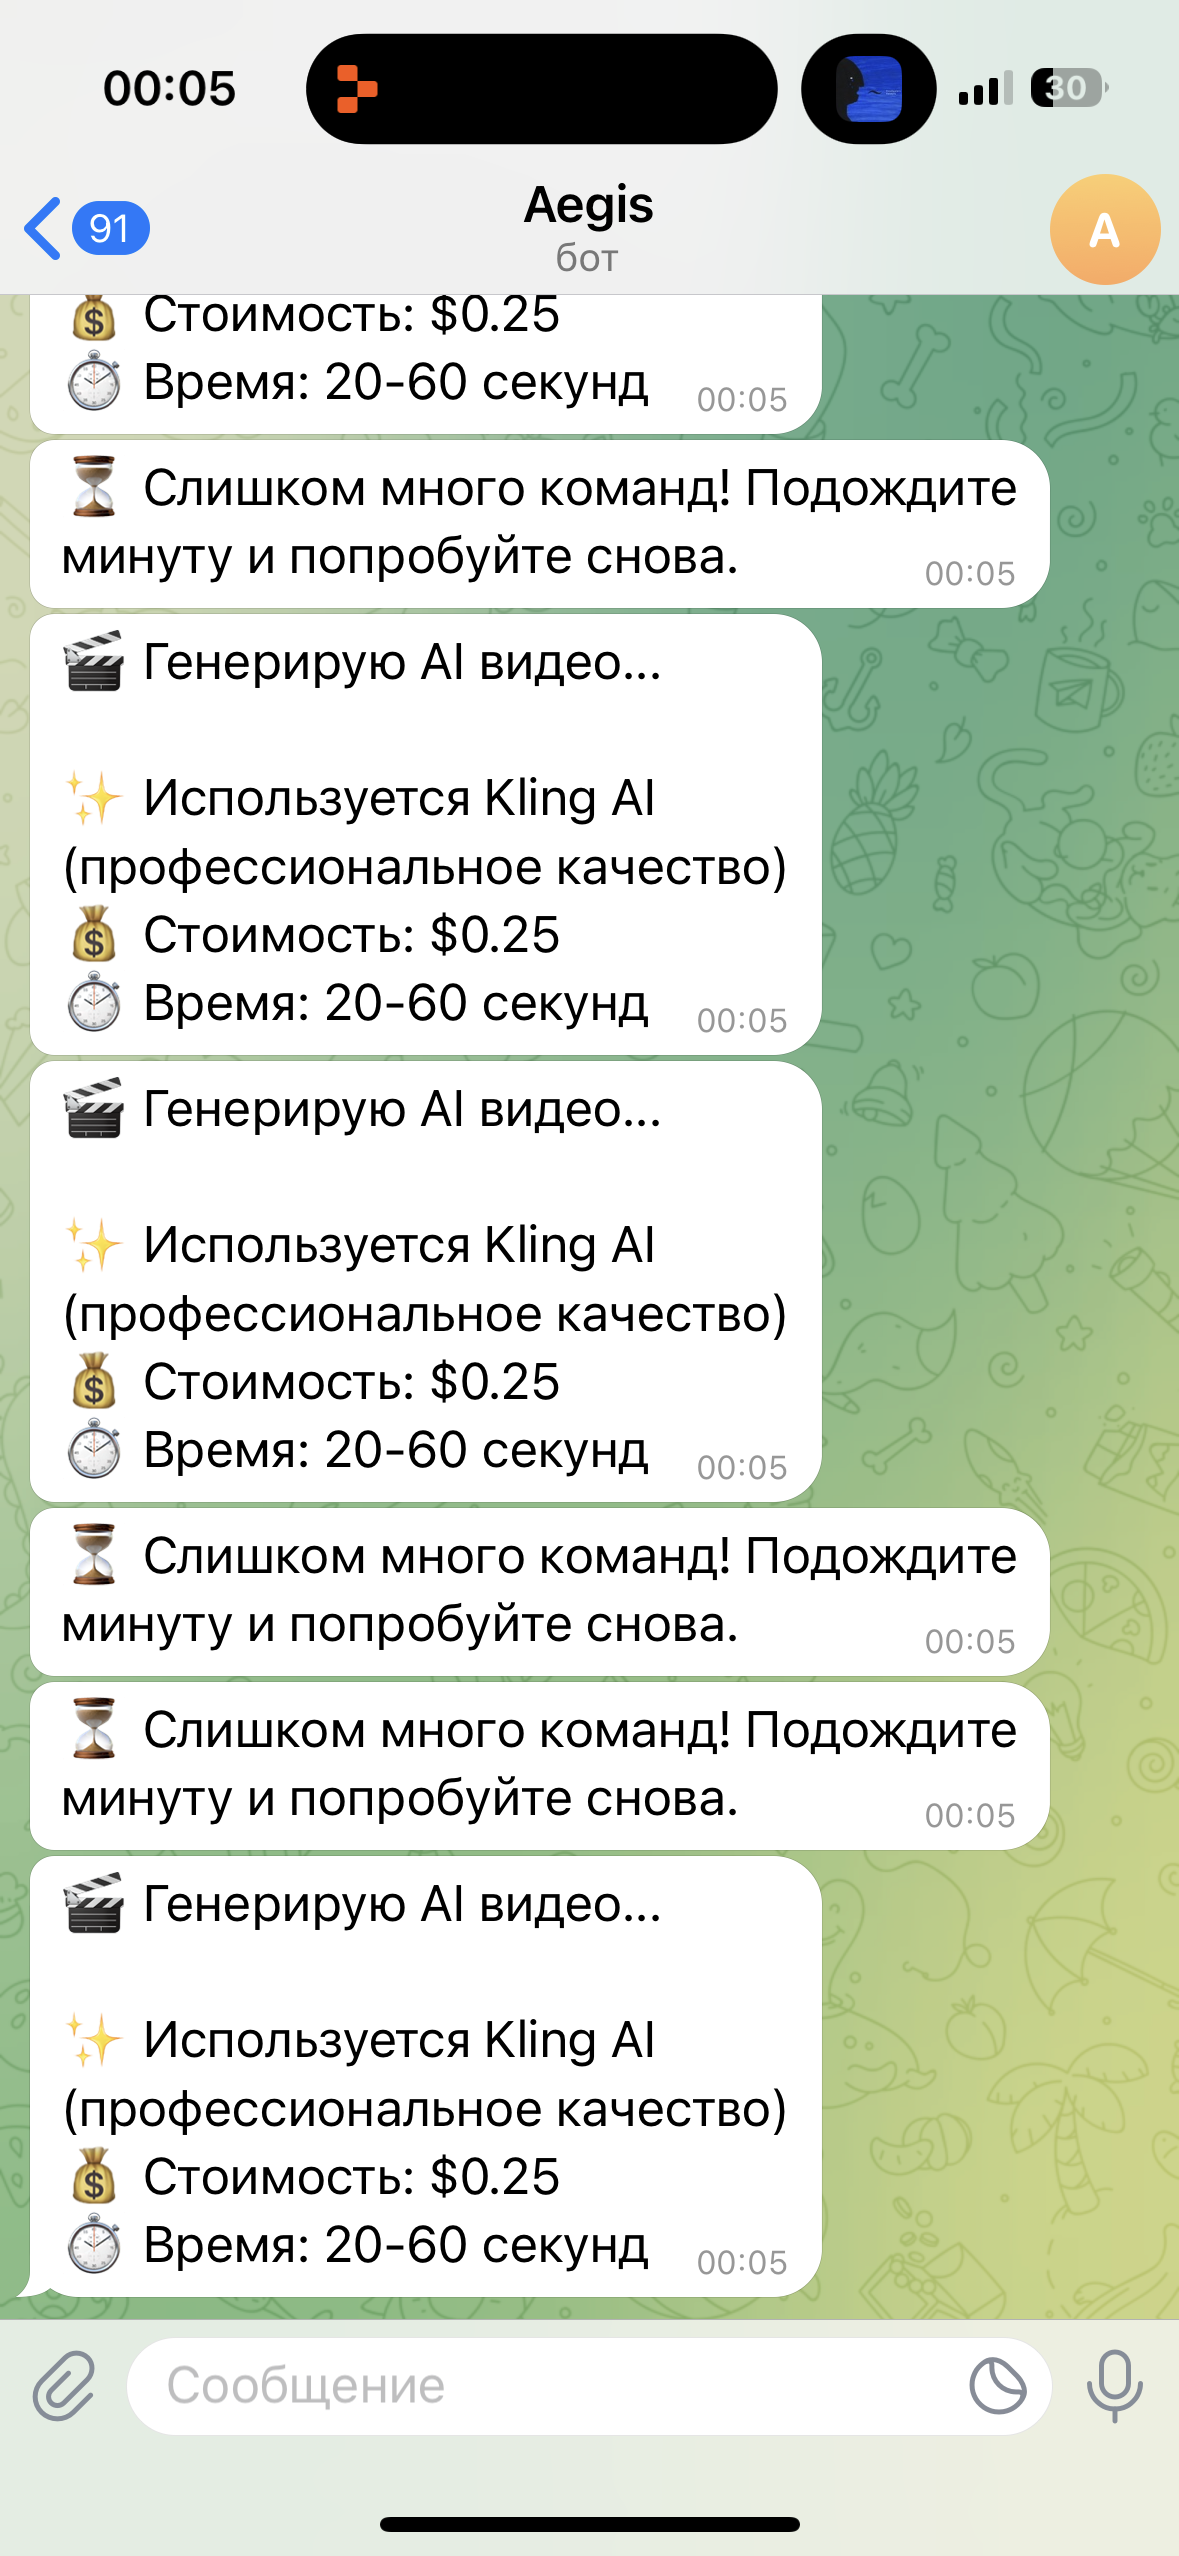 00:05
30
91
Aegis
бот
A
Стоимость: $0.25
Время: 20-60 секунд 00:05
Слишком много команд! Подождите
минуту и попробуйте снова. 00:05
Генерирую AI видео...
Используется Kling AI
(профессиональное качество)
Стоимость: $0.25
Время: 20-60 секунд 00:05
Генерирую AI видео...
Используется Kling AI
(профессиональное качество)
Стоимость: $0.25
Время: 20-60 секунд 00:05
Слишком много команд! Подождите
минуту и попробуйте снова. 00:05
Слишком много команд! Подождите
минуту и попробуйте снова. 00:05
Генерирую AI видео...
Используется Kling AI
(профессиональное качество)
Стоимость: $0.25
Время: 20-60 секунд 00:05
Сообщение